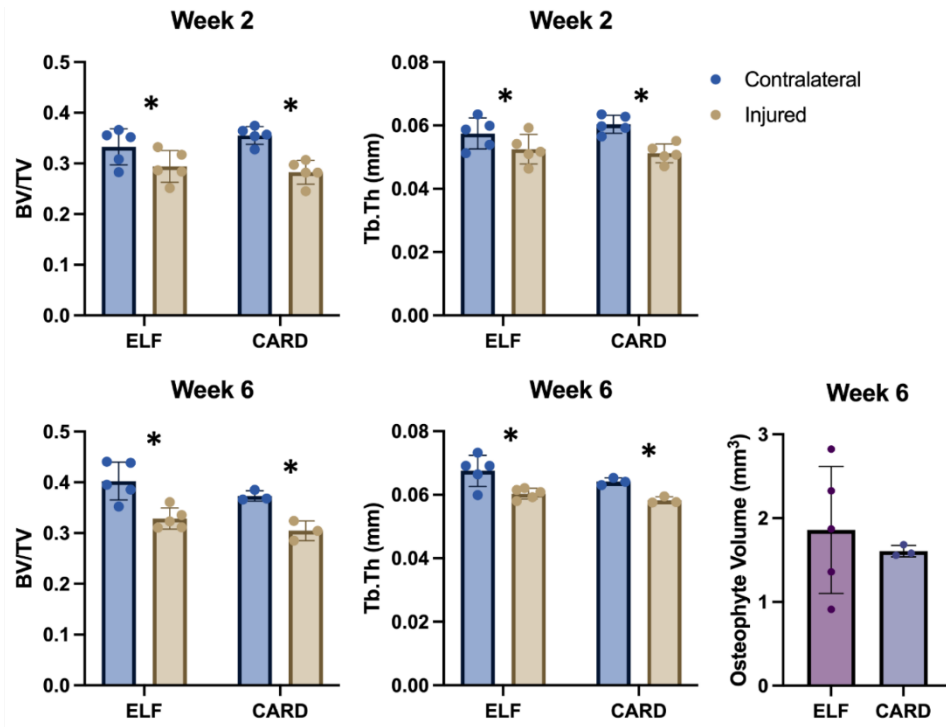 Week 2
BV/TV
0.5
0.4
0.3
0.2
0.1
0.0
*
*
ELF
CARD
Week 2
Tb.Th (mm)
0.08
0.06
0.04
0.02
0.00
*
*
ELF
CARD
Contralateral
Injured
Week 6
BV/TV
0.5
0.4
0.3
0.2
0.1
0.0
*
*
ELF
CARD
Week 6
Tb.Th (mm)
0.08
0.06
0.04
0.02
0.00
*
*
ELF
CARD
Week 6
Osteophyte Volume (mm³)
3
2
1
0
ELF
CARD